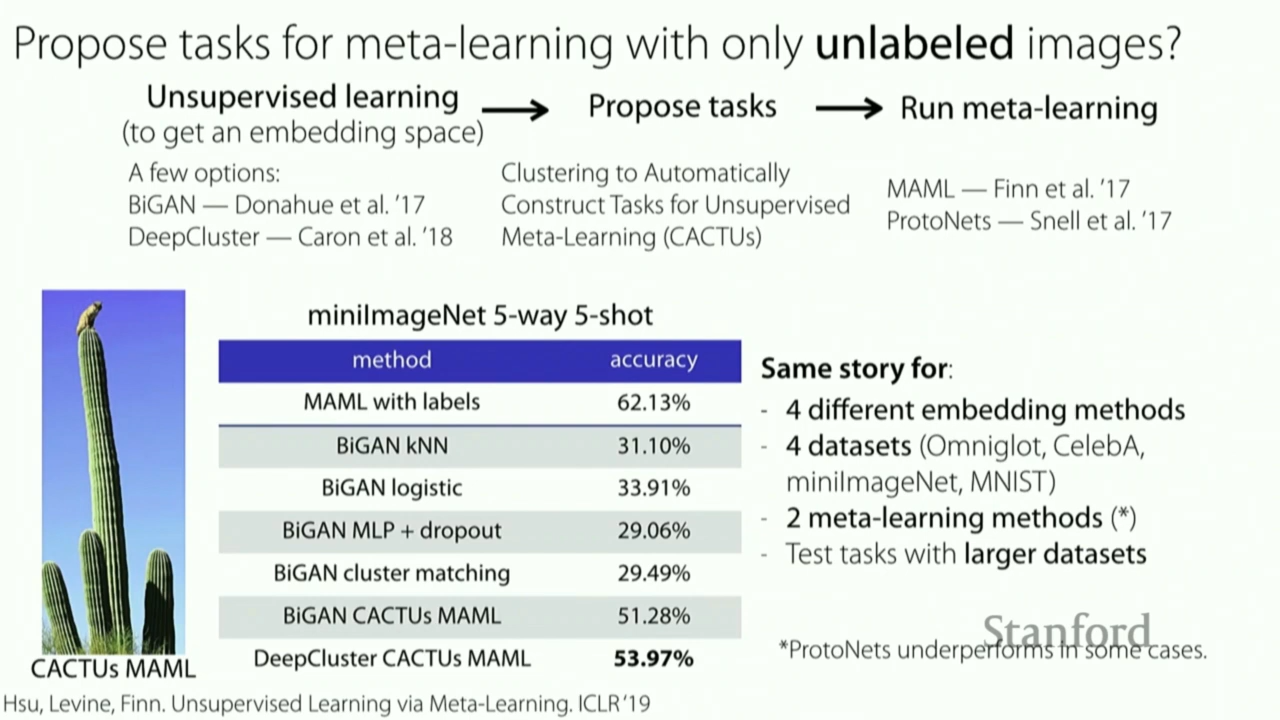 Propose tasks for meta-learning with only unlabeled images?
Unsupervised learning → Propose tasks → Run meta-learning
(to get an embedding space)
A few options:
BiGAN — Donahue et al. '17
DeepCluster — Caron et al. '18
Clustering to Automatically
Construct Tasks for Unsupervised
Meta-Learning (CACTUs)
MAML — Finn et al. '17
ProtoNets — Snell et al. '17
miniImageNet 5-way 5-shot
method accuracy
MAML with labels 62.13%
BiGAN kNN 31.10%
BiGAN logistic 33.91%
BiGAN MLP + dropout 29.06%
BiGAN cluster matching 29.49%
BiGAN CACTUs MAML 51.28%
DeepCluster CACTUs MAML 53.97%
CACTUs MAML
Same story for:
- 4 different embedding methods
- 4 datasets (Omniglot, CelebA,
miniImageNet, MNIST)
- 2 meta-learning methods (*)
- Test tasks with larger datasets
Stanford
*ProtoNets underperforms in some cases.
Hsu, Levine, Finn. Unsupervised Learning via Meta-Learning. ICLR '19